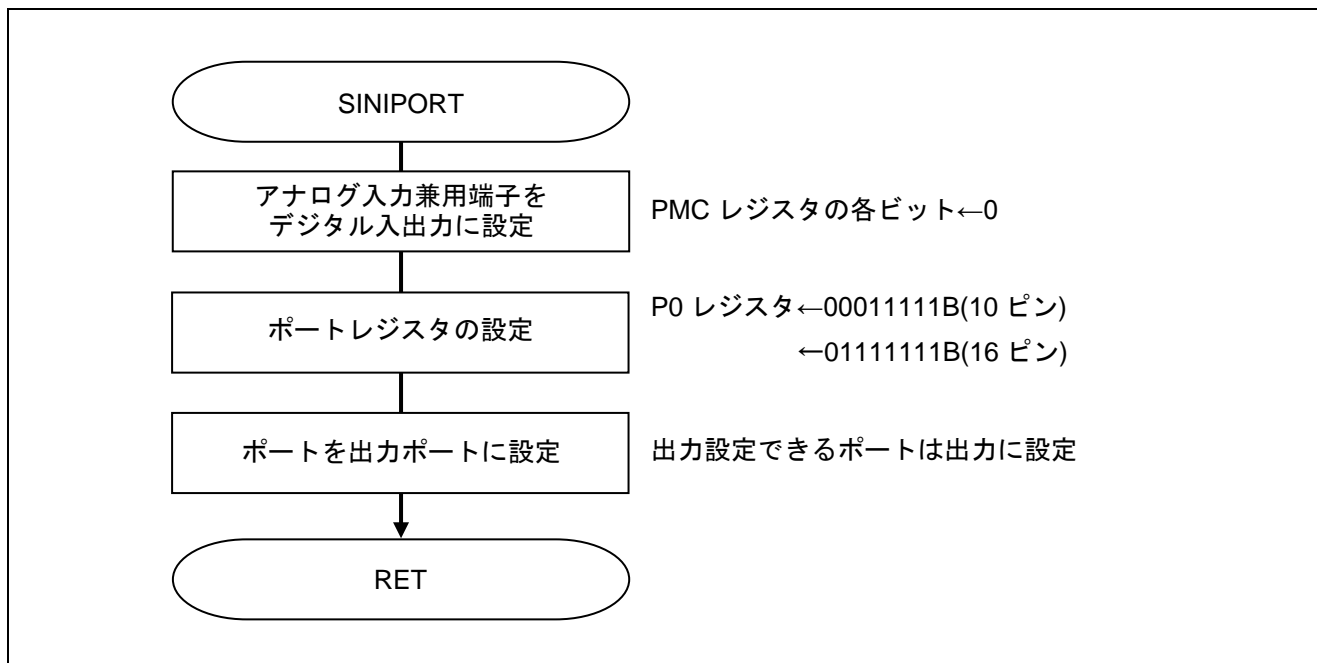 SINIPORT
アナログ入力兼用端子を
デジタル入出力に設定
PMC レジスタの各ビット←0
ポートレジスタの設定
P0 レジスタ←00011111B(10 ピン)
←01111111B(16 ピン)
ポートを出力ポートに設定
出力設定できるポートは出力に設定
RET